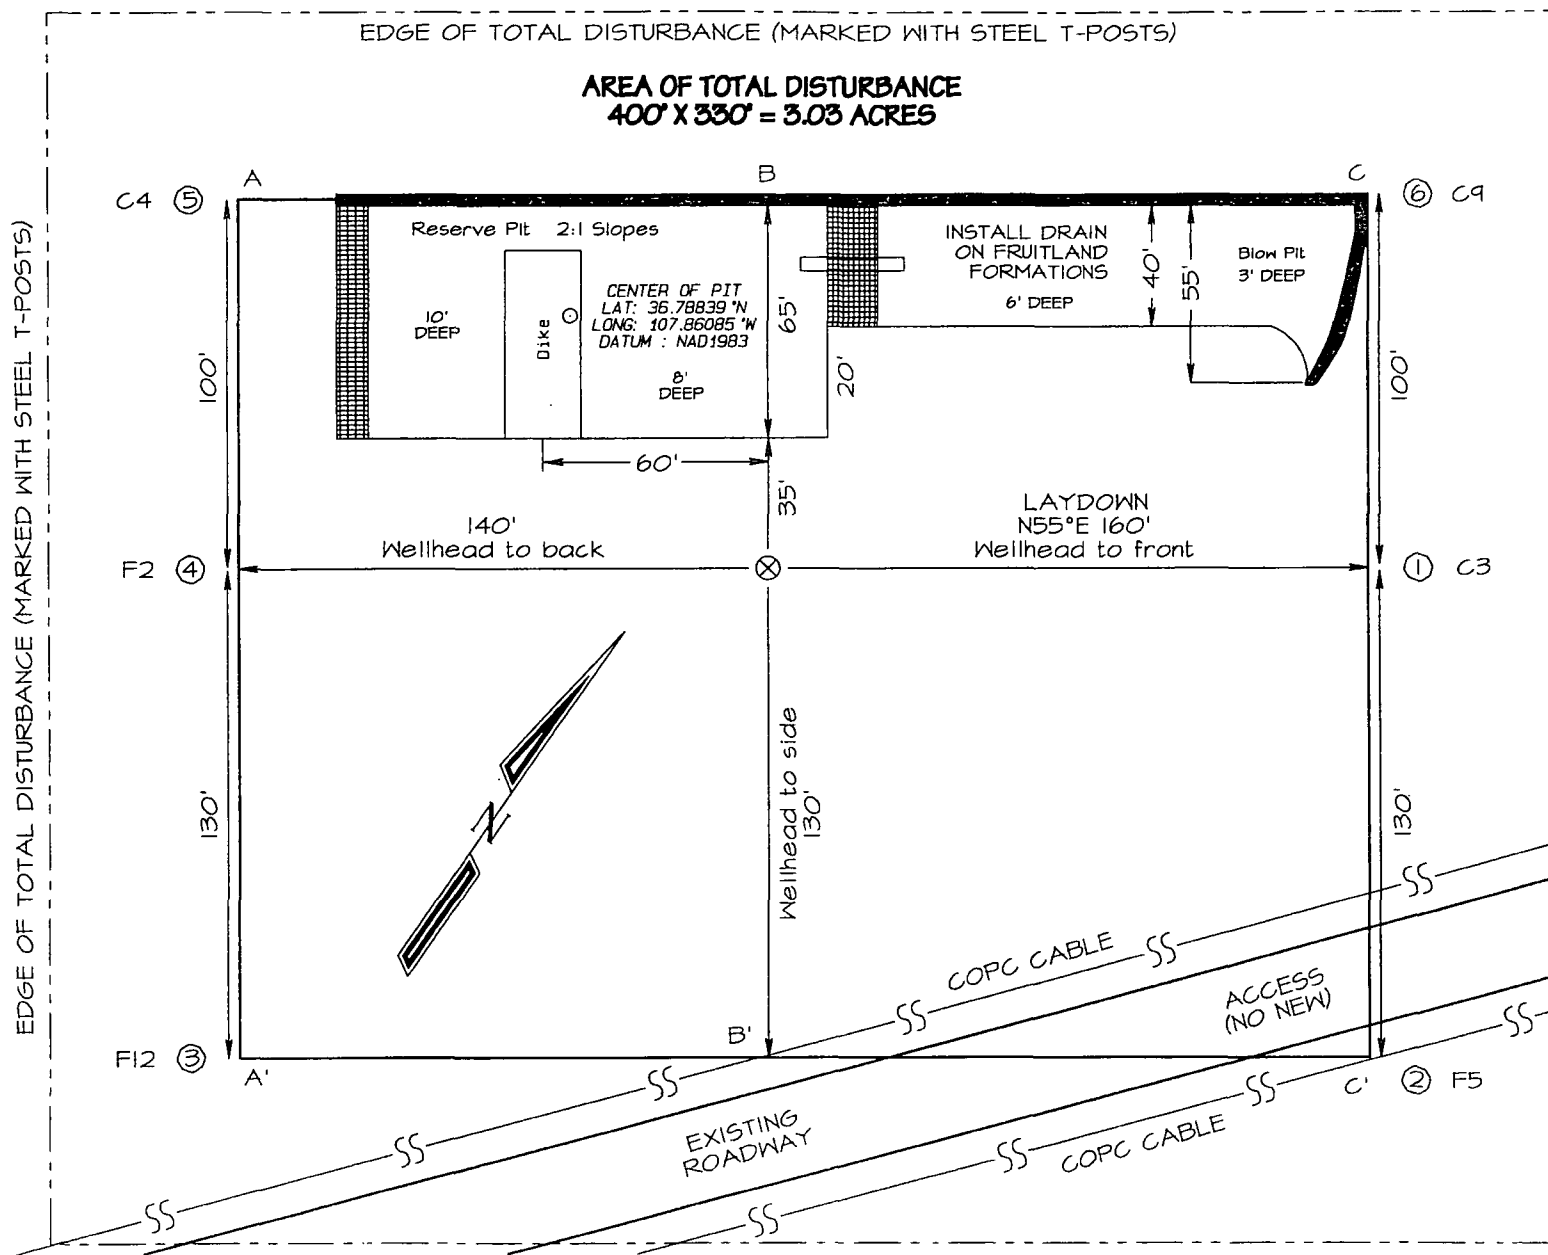 EDGE OF TOTAL DISTURBANCE (MARKED WITH STEEL T-POSTS)
AREA OF TOTAL DISTURBANCE
400' X 330' = 3.03 ACRES
EDGE OF TOTAL DISTURBANCE (MARKED WITH STEEL T-POSTS)
C4 5
A
B
C
6 C9
Reserve Pit 2:1 Slopes
10'
DEEP
Dike
CENTER OF PIT
LAT: 36.78839 °N
LONG: 107.86085 °W
DATUM : NAD1983
8'
DEEP
65'
20'
INSTALL DRAIN
ON FRUITLAND
FORMATIONS
6' DEEP
40'
55'
Blow Pit
3' DEEP
100'
100'
60'
35'
140'
Wellhead to back
LAYDOWN
N55°E 160'
Wellhead to front
F2 4
1 C3
N
130'
Wellhead to side
130'
130'
COPC CABLE
ACCESS
(NO NEW)
F12 3
A'
B'
C'
2 F5
EXISTING
ROADWAY
COPC CABLE